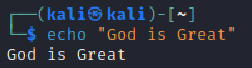 ┌──(kali㉿kali)-[~]
└─$ echo "God is Great"
God is Great